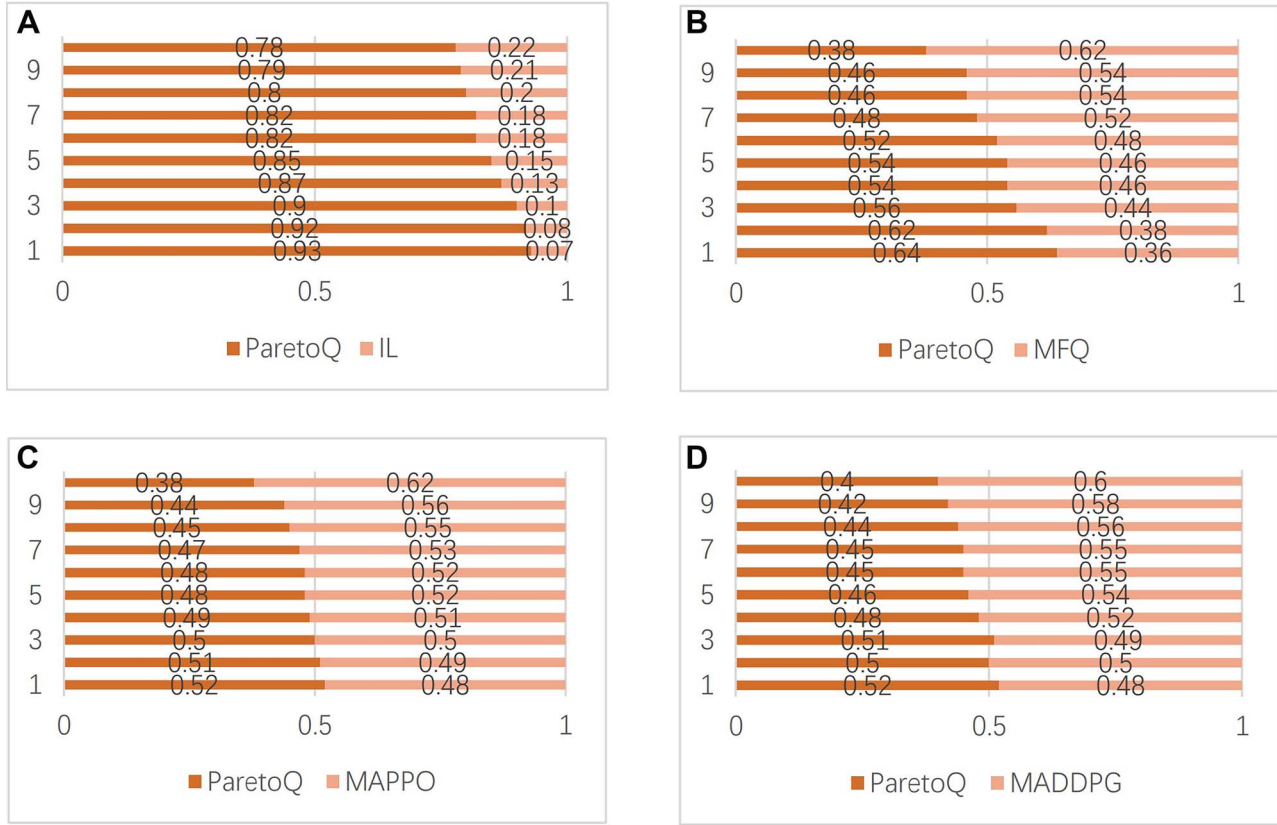 A
0.78 0.22
9 0.79 0.21
0.8 0.2
7 0.82 0.18
0.82 0.18
5 0.85 0.15
0.87 0.13
3 0.9 0.1
0.92 0.08
1 0.93 0.07
0 0.5 1
ParetoQ IL
B
0.38 0.62
9 0.46 0.54
0.46 0.54
7 0.48 0.52
0.52 0.48
5 0.54 0.46
0.54 0.46
3 0.56 0.44
0.62 0.38
1 0.64 0.36
0 0.5 1
ParetoQ MFQ
C
0.38 0.62
9 0.44 0.56
0.45 0.55
7 0.47 0.53
0.48 0.52
5 0.48 0.52
0.49 0.51
3 0.5 0.5
0.51 0.49
1 0.52 0.48
0 0.5 1
ParetoQ MAPPO
D
0.4 0.6
9 0.42 0.58
0.44 0.56
7 0.45 0.55
0.45 0.55
5 0.46 0.54
0.48 0.52
3 0.51 0.49
0.5 0.5
1 0.52 0.48
0 0.5 1
ParetoQ MADDPG